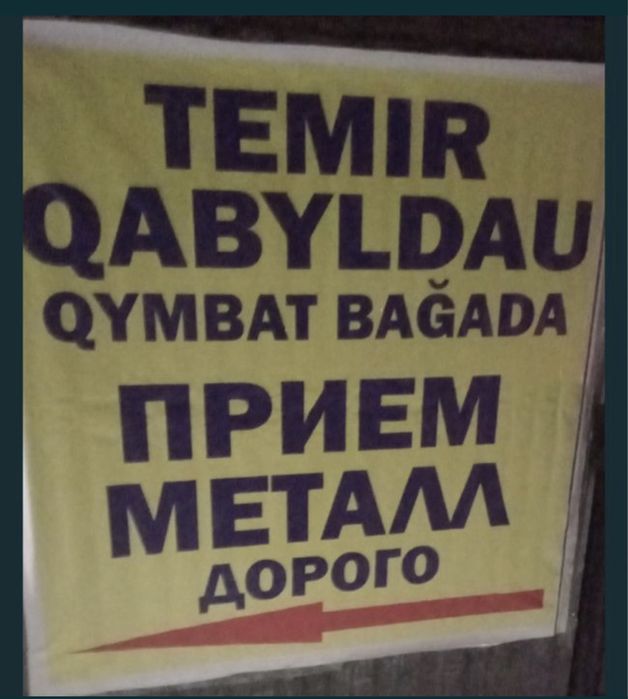 TEMIR
QABYLDAU
QYMBAT BAĞADA
ПРИЕМ
МЕТАЛЛ
ДОРОГО